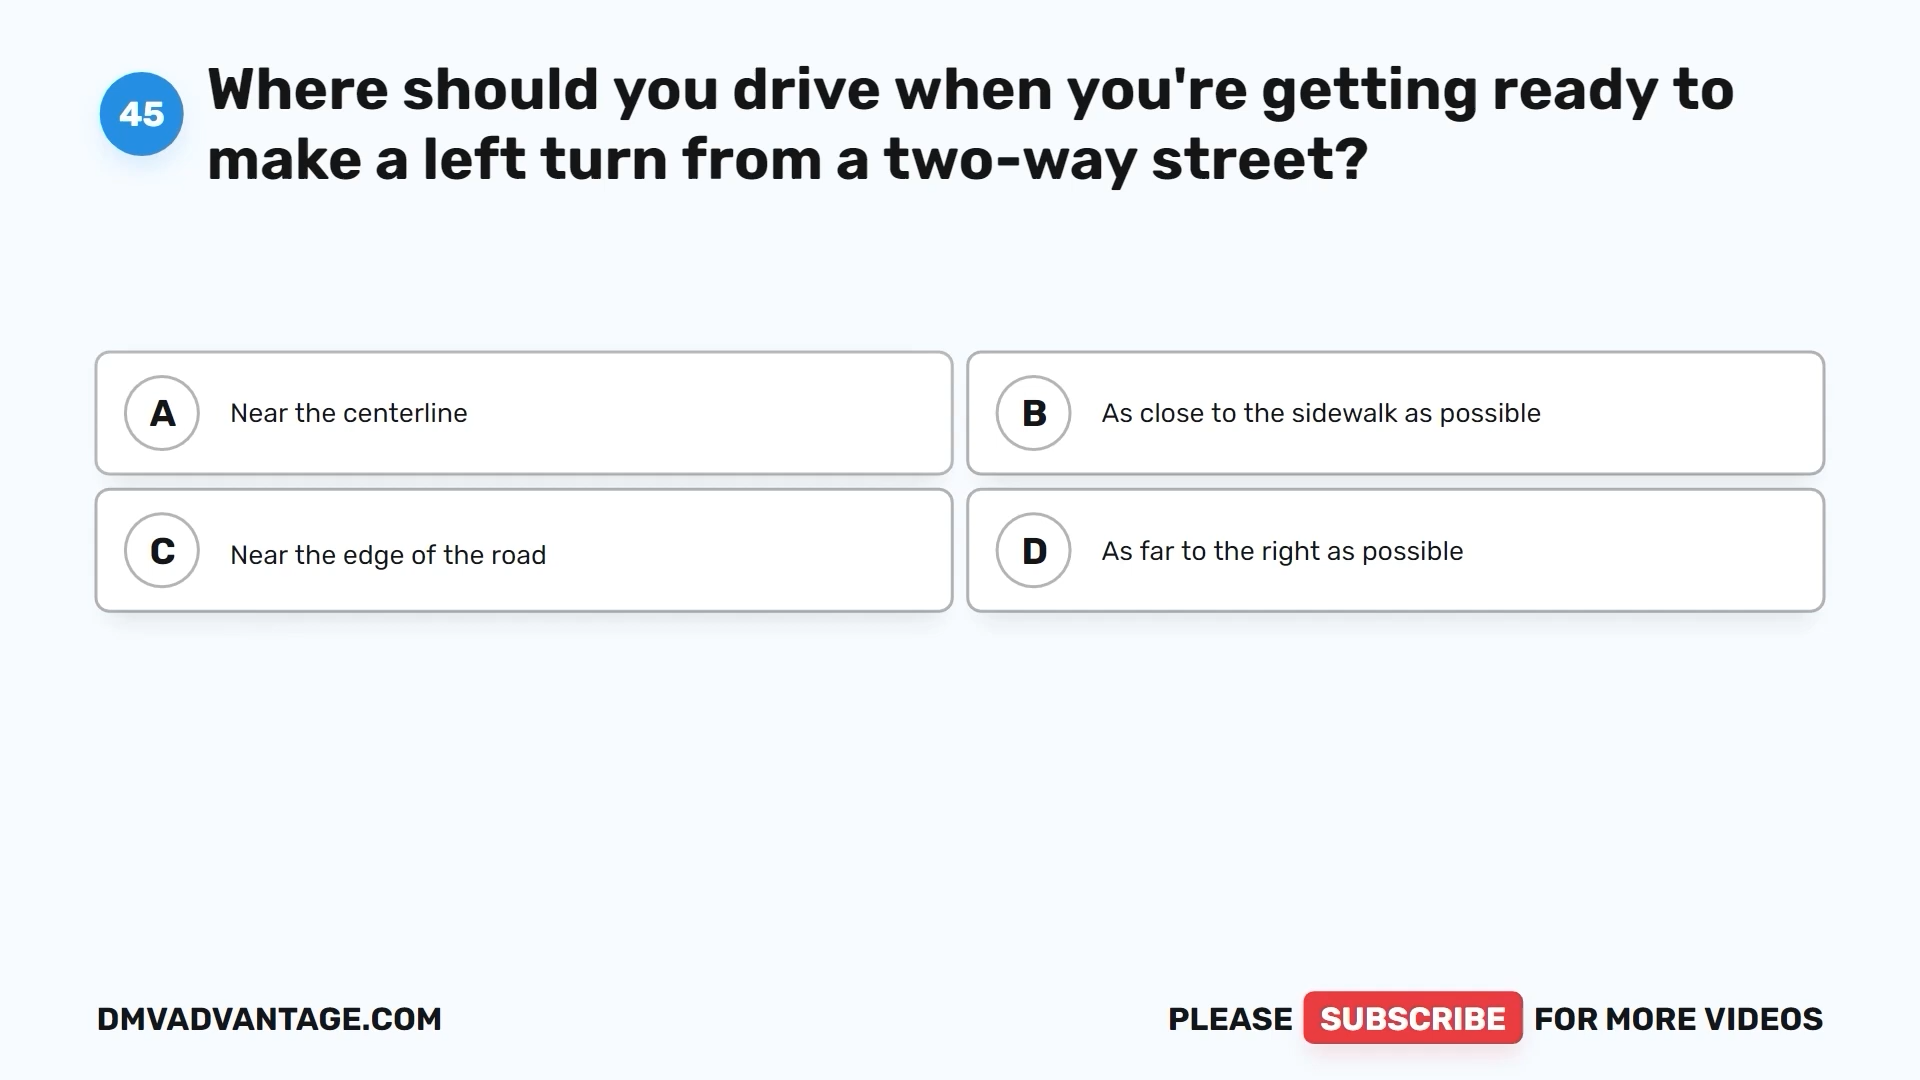 45
Where should you drive when you're getting ready to
make a left turn from a two-way street?
A Near the centerline
B As close to the sidewalk as possible
C Near the edge of the road
D As far to the right as possible
DMVADVANTAGE.COM
PLEASE SUBSCRIBE FOR MORE VIDEOS